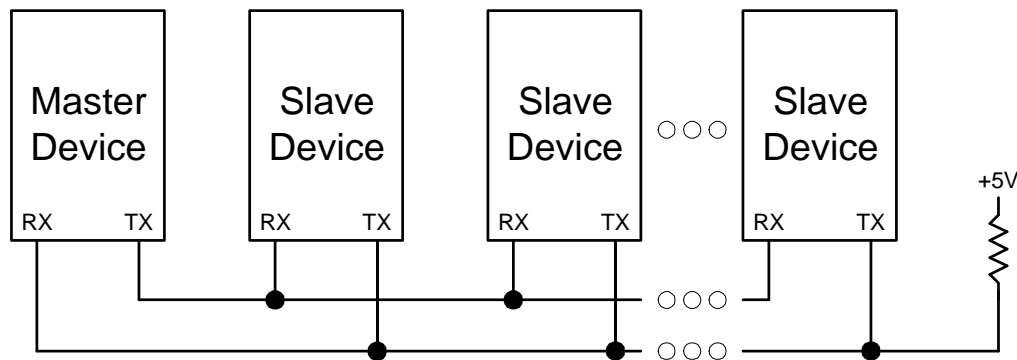 Master
Device
Slave
Device
Slave
Device
Slave
Device
+5V
RX TX
RX TX
RX TX
RX TX